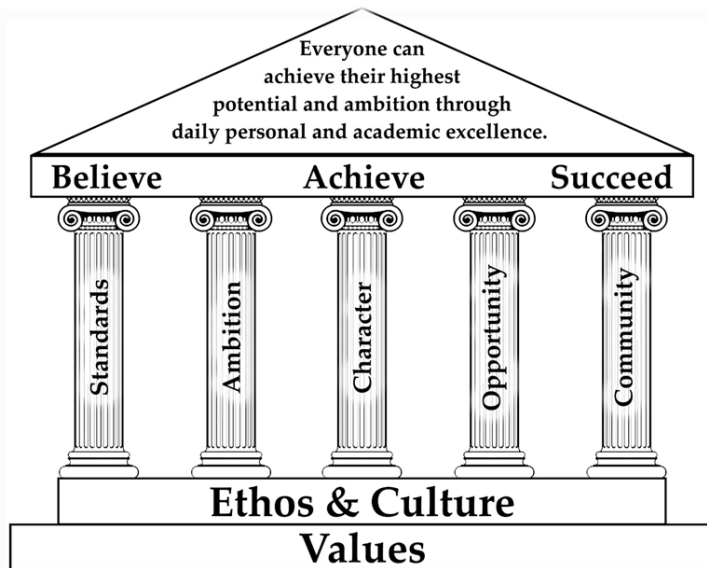 Everyone can
achieve their highest
potential and ambition through
daily personal and academic excellence.
Believe Achieve Succeed
Standards
Ambition
Character
Opportunity
Community
Ethos & Culture
Values